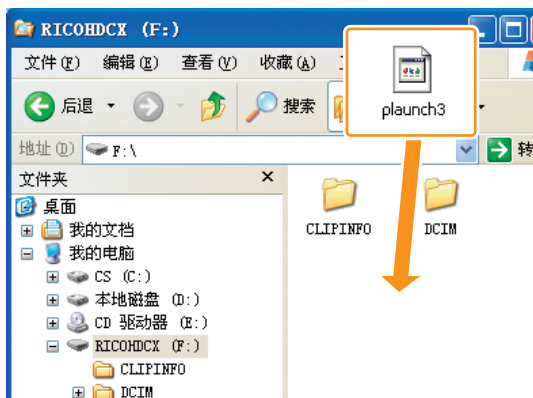 RICOHDCX (F:)
文件(F) 编辑(E) 查看(V) 收藏(A)
后退 搜索
plaunch3
地址(D) F:\ 转
文件夹
桌面
我的文档
我的电脑
CS (C:)
本地磁盘 (D:)
CD 驱动器 (E:)
RICOHDCX (F:)
CLIPINFO
DCIM
CLIPINFO DCIM